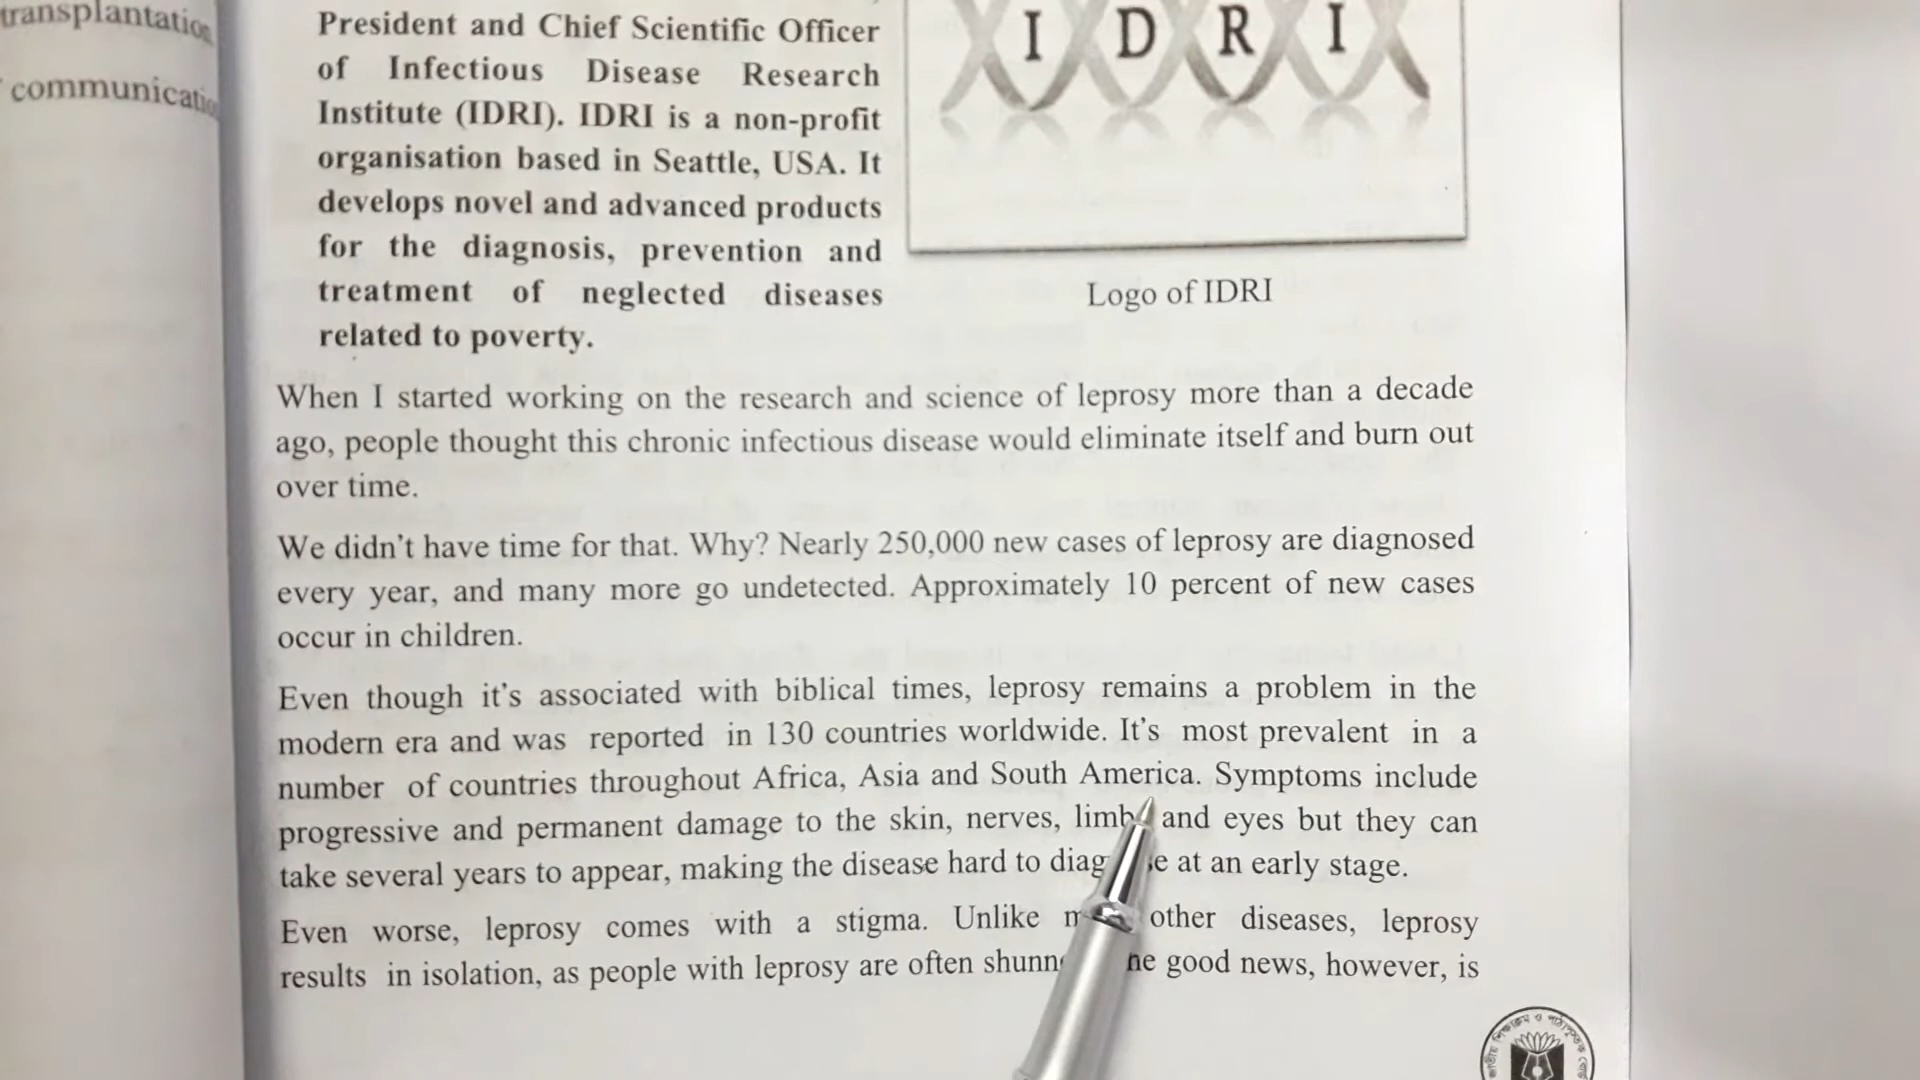 transplantation
communicatio
President and Chief Scientific Officer
of Infectious Disease Research
Institute (IDRI). IDRI is a non-profit
organisation based in Seattle, USA. It
develops novel and advanced products
for the diagnosis, prevention and
treatment of neglected diseases
related to poverty.
I D R I
Logo of IDRI
When I started working on the research and science of leprosy more than a decade
ago, people thought this chronic infectious disease would eliminate itself and burn out
over time.
We didn't have time for that. Why? Nearly 250,000 new cases of leprosy are diagnosed
every year, and many more go undetected. Approximately 10 percent of new cases
occur in children.
Even though it's associated with biblical times, leprosy remains a problem in the
modern era and was reported in 130 countries worldwide. It's most prevalent in a
number of countries throughout Africa, Asia and South America. Symptoms include
progressive and permanent damage to the skin, nerves, limb and eyes but they can
take several years to appear, making the disease hard to diag e at an early stage.
Even worse, leprosy comes with a stigma. Unlike other diseases, leprosy
results in isolation, as people with leprosy are often shunn he good news, however, is